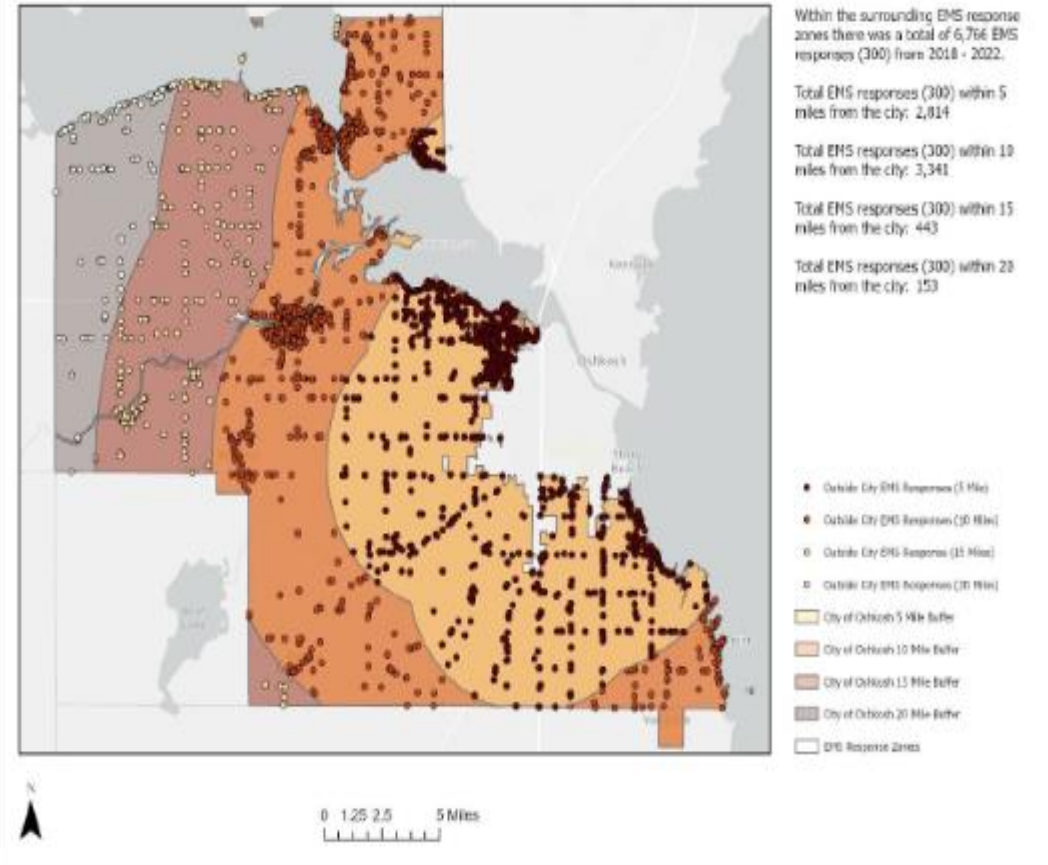 Within the surrounding EMS response
zones there was a total of 6,766 EMS
responses (300) from 2018 - 2022.
Total EMS responses (300) within 5
miles from the city: 2,814
Total EMS responses (300) within 10
miles from the city: 3,341
Total EMS responses (300) within 15
miles from the city: 443
Total EMS responses (300) within 20
miles from the city: 153
Oshkosh
Outside City EMS Responses (5 Mile)
Outside City EMS Responses (10 Miles)
Outside City EMS Response (15 Miles)
Outside City EMS Responses (20 Miles)
City of Oshkosh 5 Mile Buffer
City of Oshkosh 10 Mile Buffer
City of Oshkosh 15 Mile Buffer
City of Oshkosh 20 Mile Buffer
EMS Response Zones
N
0 1.25 2.5 5 Miles